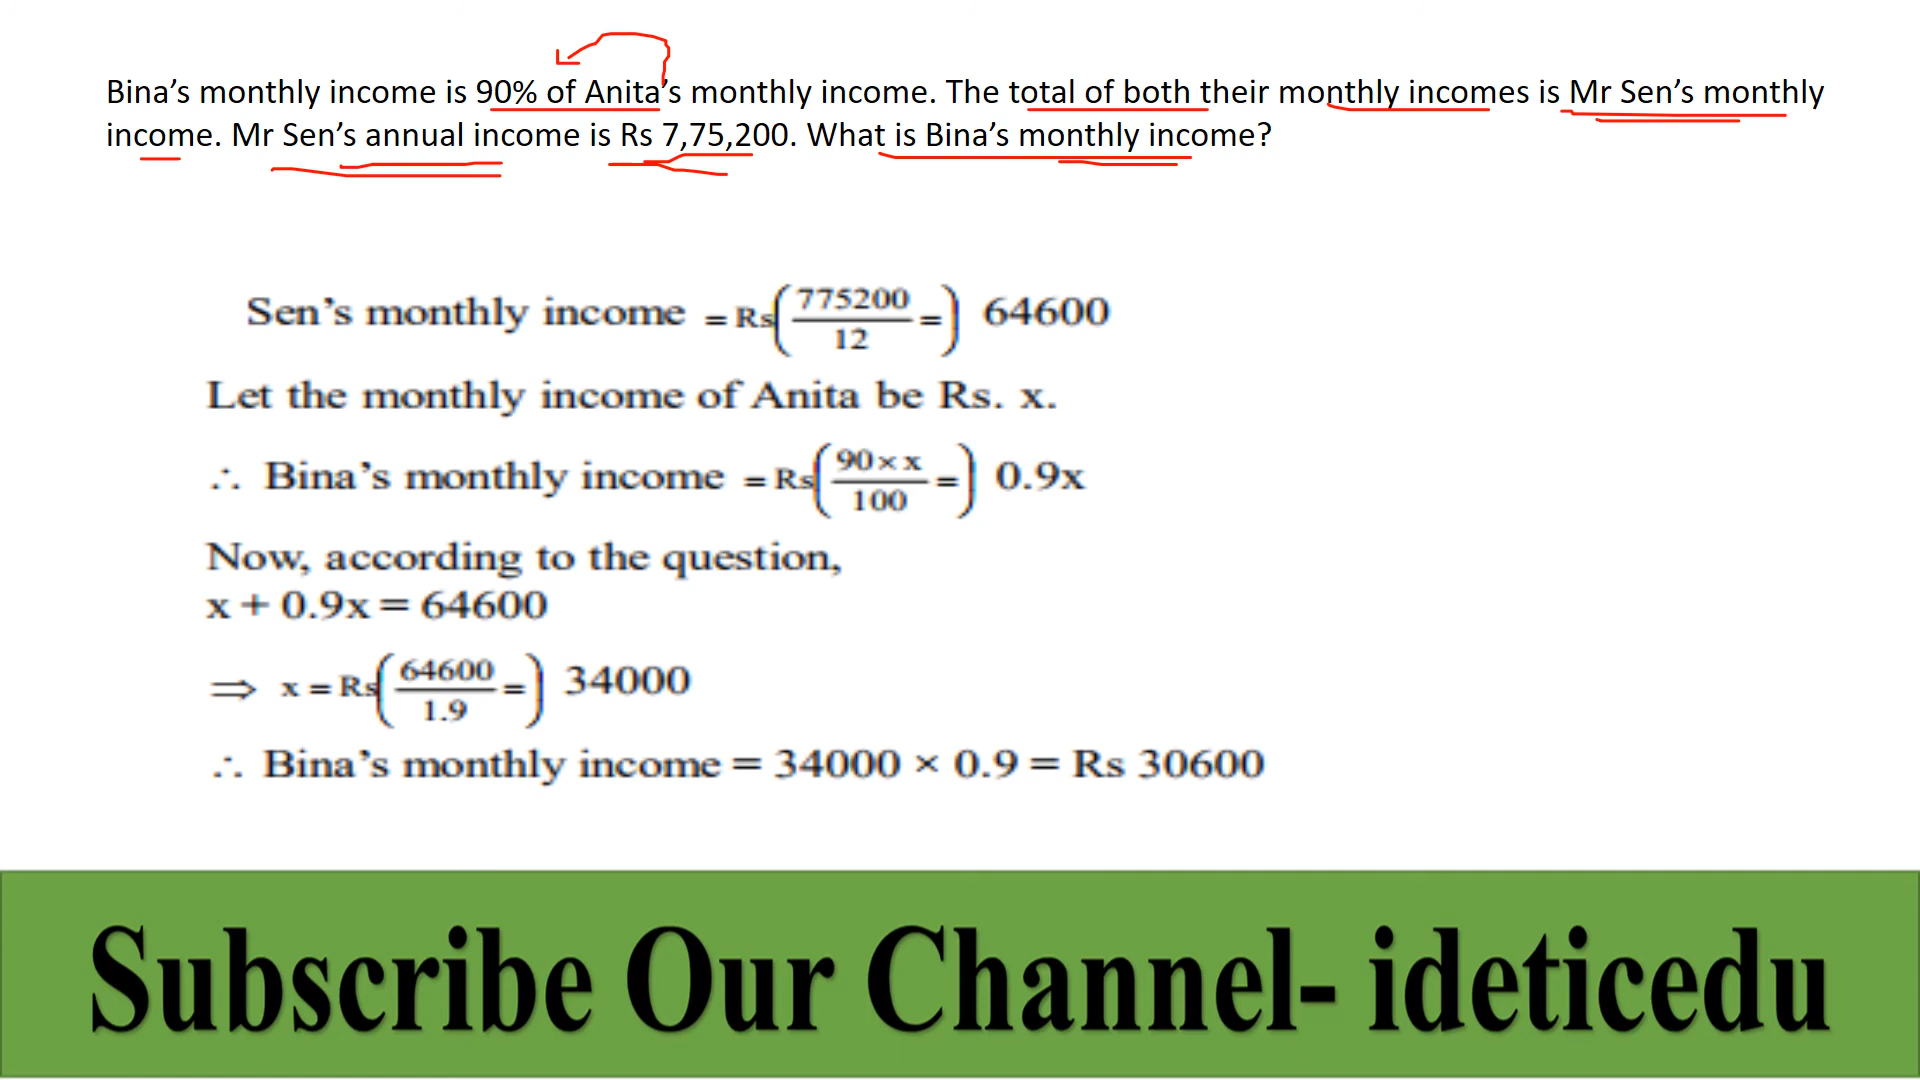 Bina’s monthly income is 90% of Anita’s monthly income. The total of both their monthly incomes is Mr Sen’s monthly
income. Mr Sen’s annual income is Rs 7,75,200. What is Bina’s monthly income?
Sen’s monthly income = Rs(775200/12 =) 64600
Let the monthly income of Anita be Rs. x.
∴ Bina’s monthly income = Rs(90 × x/100 =) 0.9x
Now, according to the question,
x + 0.9x = 64600
⇒ x = Rs(64600/1.9 =) 34000
∴ Bina’s monthly income = 34000 × 0.9 = Rs 30600
Subscribe Our Channel- ideticedu